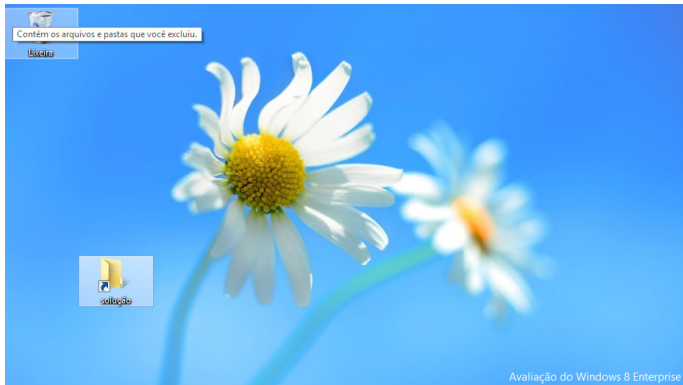 Contém os arquivos e pastas que você excluiu.
Lixeira
solução
Avaliação do Windows 8 Enterprise